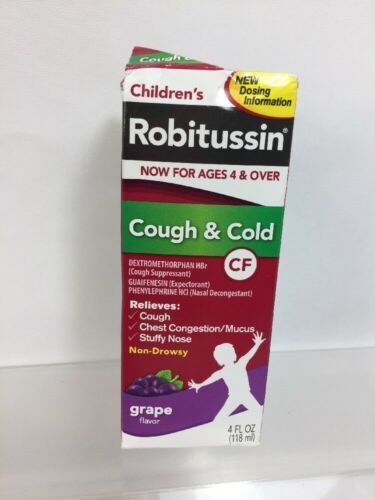 Cough & Cold
Children's
NEW
Dosing
Information
Robitussin®
NOW FOR AGES 4 & OVER
Cough & Cold
CF
DEXTROMETHORPHAN HBr
(Cough Suppressant)
GUAIFENESIN (Expectorant)
PHENYLEPHRINE HCl (Nasal Decongestant)
Relieves:
✓ Cough
✓ Chest Congestion/Mucus
✓ Stuffy Nose
Non-Drowsy
grape
flavor
4 FL OZ
(118 ml)